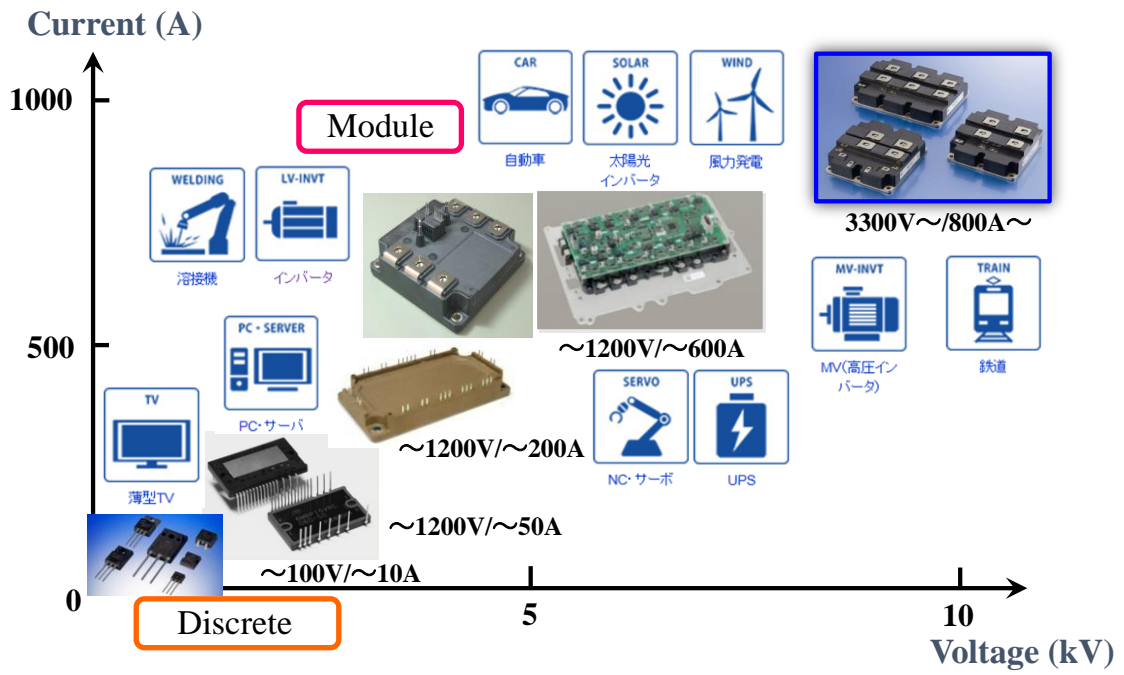 Current (A)
1000
500
0
Module
CAR
自動車
SOLAR
太陽光
インバータ
WIND
風力発電
3300V～/800A～
WELDING
溶接機
LV-INVT
インバータ
～1200V/～600A
MV-INVT
MV(高圧イン
バータ)
TRAIN
鉄道
PC・SERVER
PC・サーバ
TV
薄型TV
～1200V/～200A
SERVO
NC・サーボ
UPS
UPS
～1200V/～50A
～100V/～10A
Discrete
5
10
Voltage (kV)